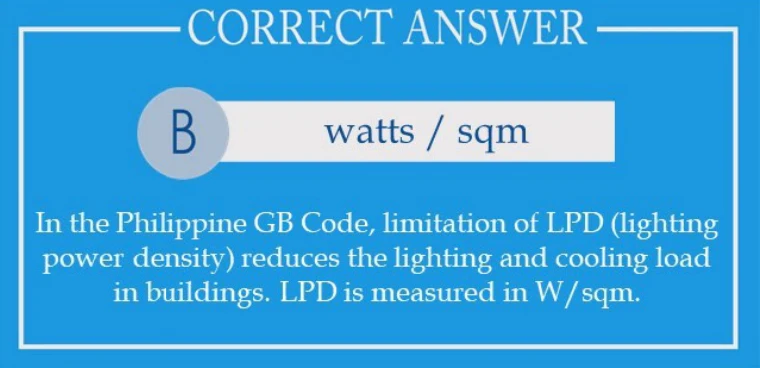 CORRECT ANSWER
B
watts / sqm
In the Philippine GB Code, limitation of LPD (lighting
power density) reduces the lighting and cooling load
in buildings. LPD is measured in W/sqm.